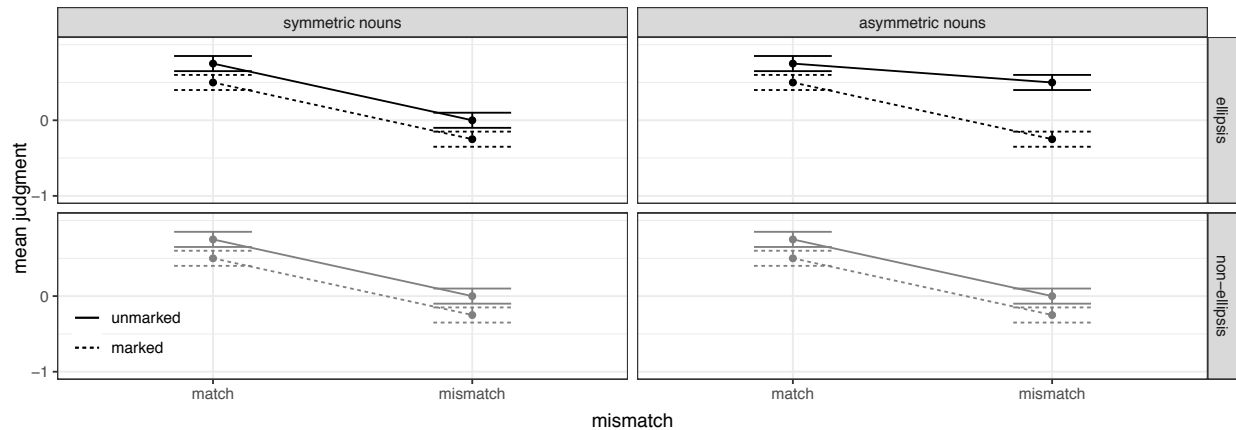 symmetric nouns
asymmetric nouns
mean judgment
0
−1
ellipsis
0
−1
non-ellipsis
unmarked
marked
match
mismatch
match
mismatch
mismatch